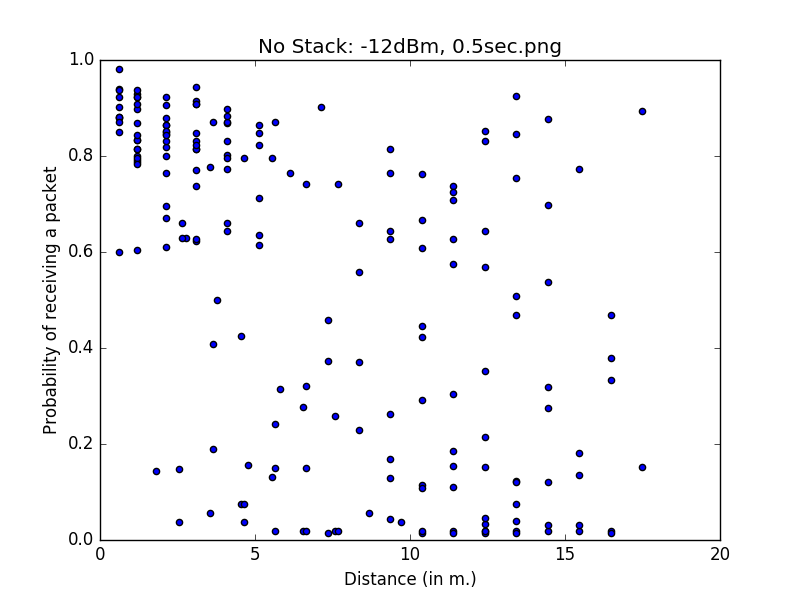 No Stack: -12dBm, 0.5sec.png
1.0
0.8
0.6
0.4
0.2
0.0
Probability of receiving a packet
0 5 10 15 20
Distance (in m.)